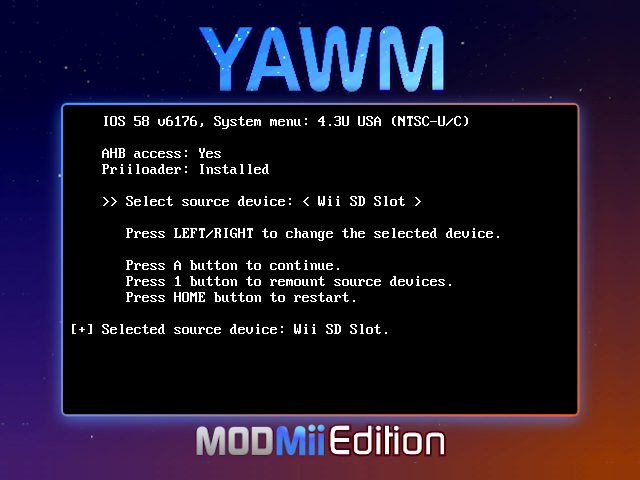 YAWM
IOS 58 v6176, System menu: 4.3U USA (NTSC-U/C)
AHB access: Yes
Priiloader: Installed
>> Select source device: < Wii SD Slot >
Press LEFT/RIGHT to change the selected device.
Press A button to continue.
Press 1 button to remount source devices.
Press HOME button to restart.
[+] Selected source device: Wii SD Slot.
MODMii Edition